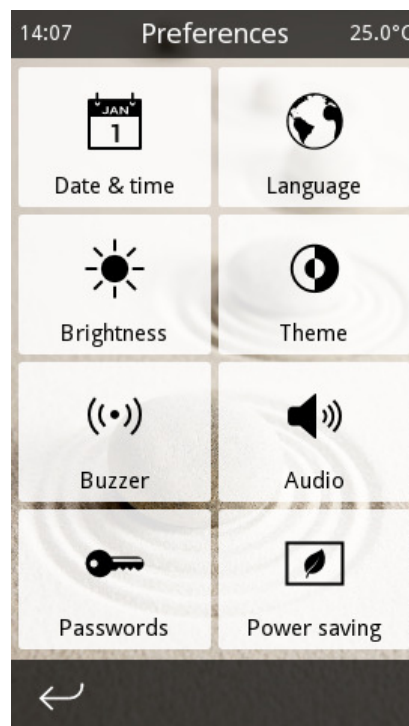 14:07 Preferences 25.0°C
JAN
1
Date & time Language
Brightness Theme
Buzzer Audio
Passwords Power saving